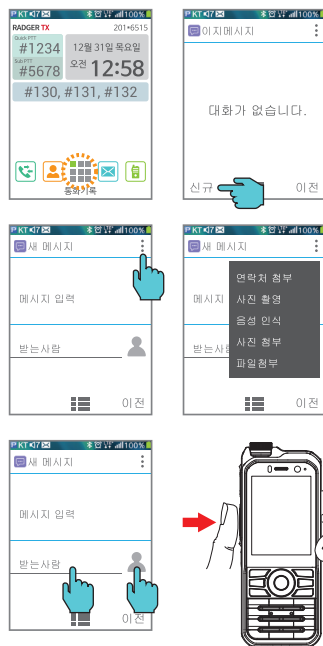 P KT 47 100%
RADGER TX 201*6515
Quick PTT
#1234
Sub PTT
#5678
12월 31일 목요일
오전 12:58
#130, #131, #132
통화기록
P KT 47 100%
이지메시지
대화가 없습니다.
신규 이전
P KT 47 100%
새 메시지
메시지 입력
받는사람
이전
P KT 47 100%
새 메시지
메시지
받는사
연락처 첨부
사진 촬영
음성 인식
사진 첨부
파일첨부
이전
P KT 47 100%
새 메시지
메시지 입력
받는사람
이전